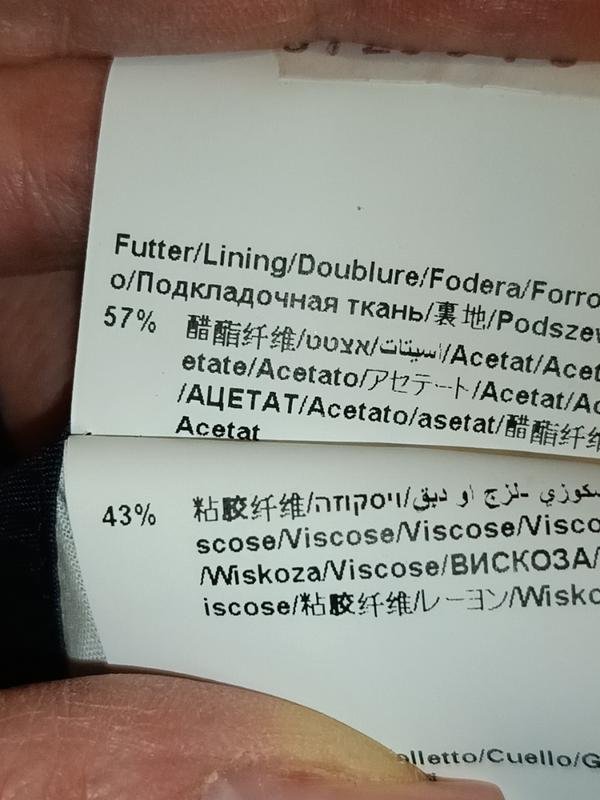 Futter/Lining/Doublure/Fodera/Forro
o/Подкладочная ткань/裏地/Podszew
57% 醋酯纤维/אצטט/اسيتات/Acetat/Acet
etate/Acetato/アセテート/Acetat/Ac
/АЦЕТАТ/Acetato/asetat/醋酯纤维
Acetat
43% 粘胶纤维/ויסקוזה/سكوزي -لزج او دبق
scose/Viscose/Viscose/Visco
/Wiskoza/Viscose/ВИСКОЗА/
iscose/粘胶纤维/レーヨン/Wisko
olletto/Cuello/G